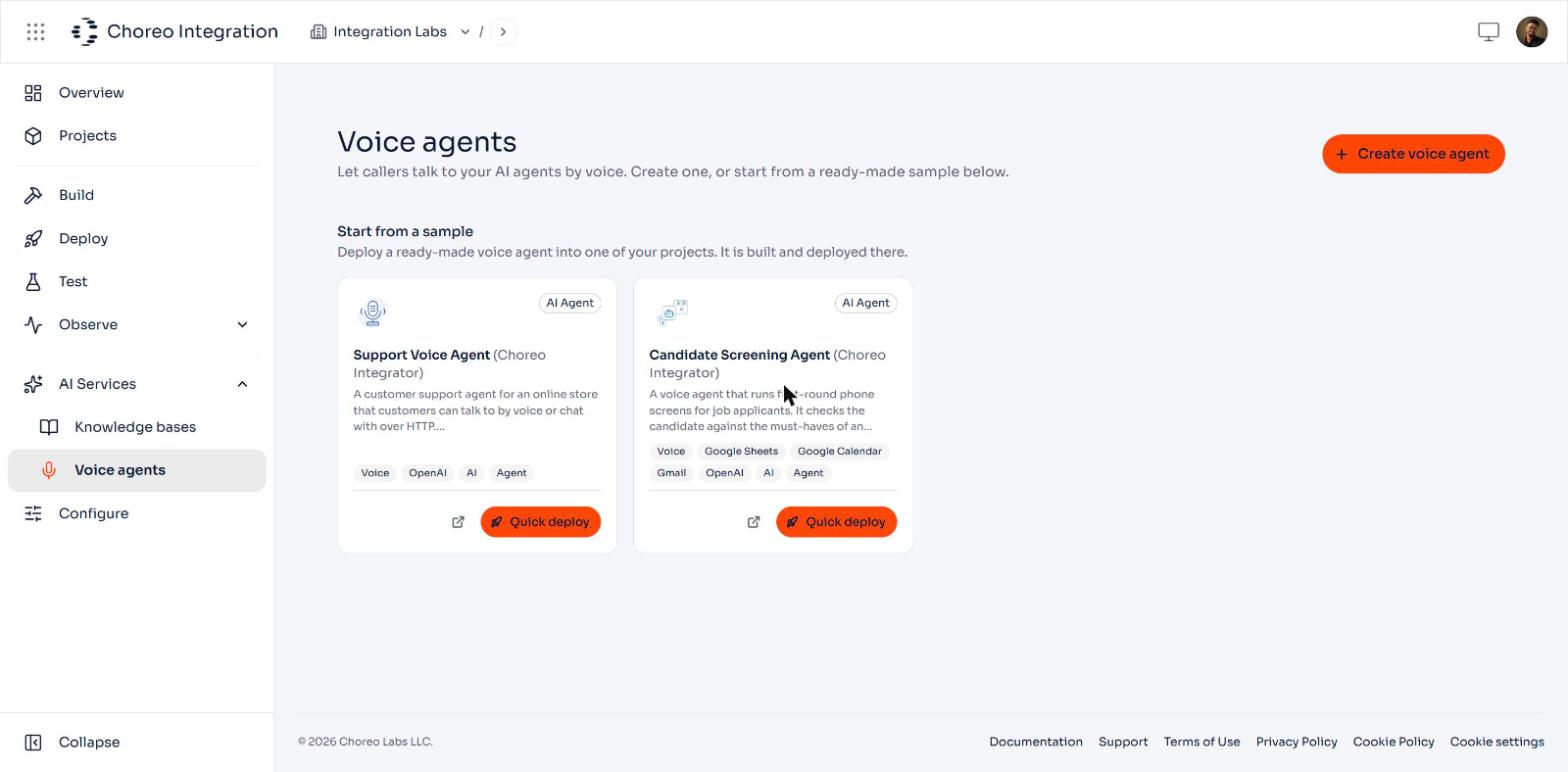 Choreo Integration
Integration Labs
/
Overview
Projects
Build
Deploy
Test
Observe
AI Services
Knowledge bases
Voice agents
Configure
Collapse
Voice agents
Let callers talk to your AI agents by voice. Create one, or start from a ready-made sample below.
+ Create voice agent
Start from a sample
Deploy a ready-made voice agent into one of your projects. It is built and deployed there.
AI Agent
Support Voice Agent (Choreo
Integrator)
A customer support agent for an online store
that customers can talk to by voice or chat
with over HTTP....
Voice OpenAI AI Agent
Quick deploy
AI Agent
Candidate Screening Agent (Choreo
Integrator)
A voice agent that runs -round phone
screens for job applicants. It checks the
candidate against the must-haves of an...
Voice Google Sheets Google Calendar
Gmail OpenAI AI Agent
Quick deploy
© 2026 Choreo Labs LLC.
Documentation Support Terms of Use Privacy Policy Cookie Policy Cookie settings